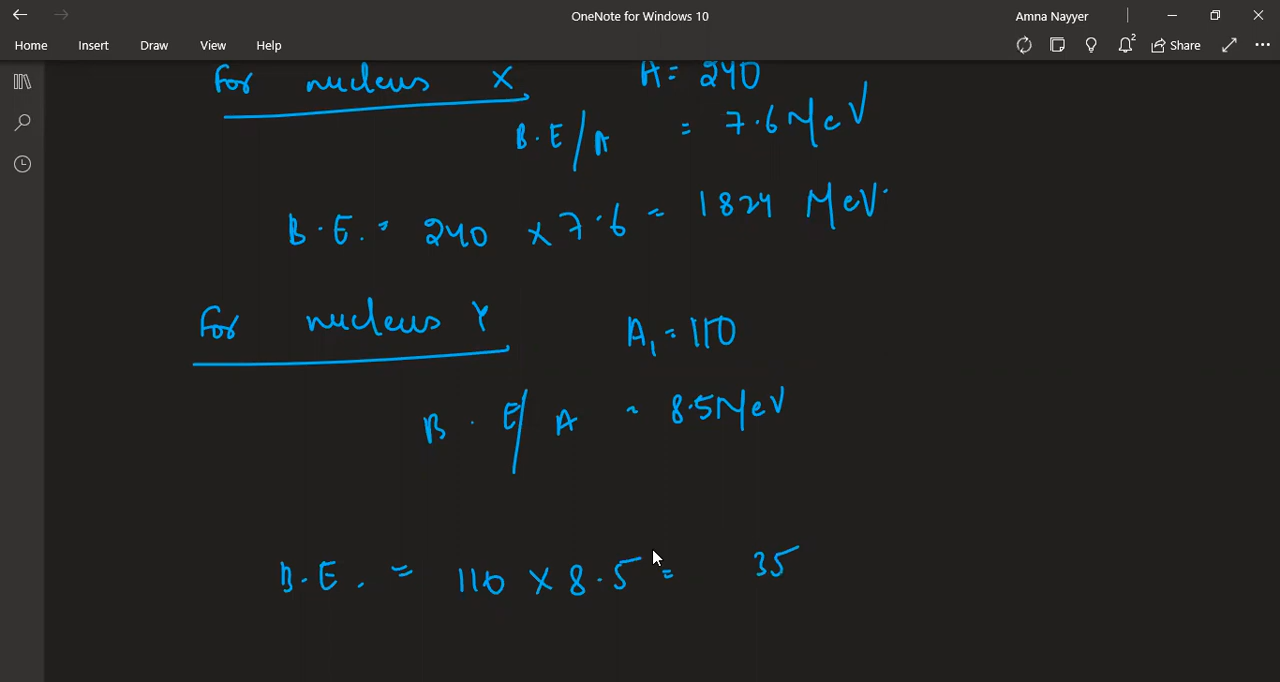 OneNote for Windows 10
Amna Nayyer
Home Insert Draw View Help
2 Share
For nucleus X, A = 240
B.E/A = 7.6 MeV
B.E. = 240 x 7.6 = 1824 MeV.
For nucleus Y A1 = 110
B.E/A = 8.5 MeV
B.E. = 110 x 8.5 = 35